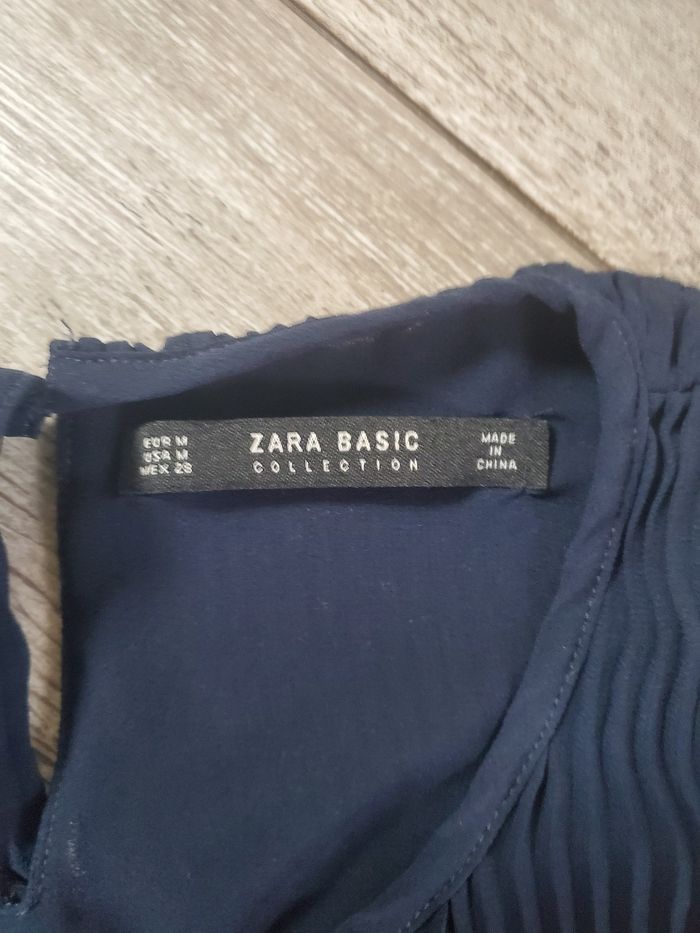 EUR M
USA M
MEX 28
ZARA BASIC
COLLECTION
MADE
IN
CHINA